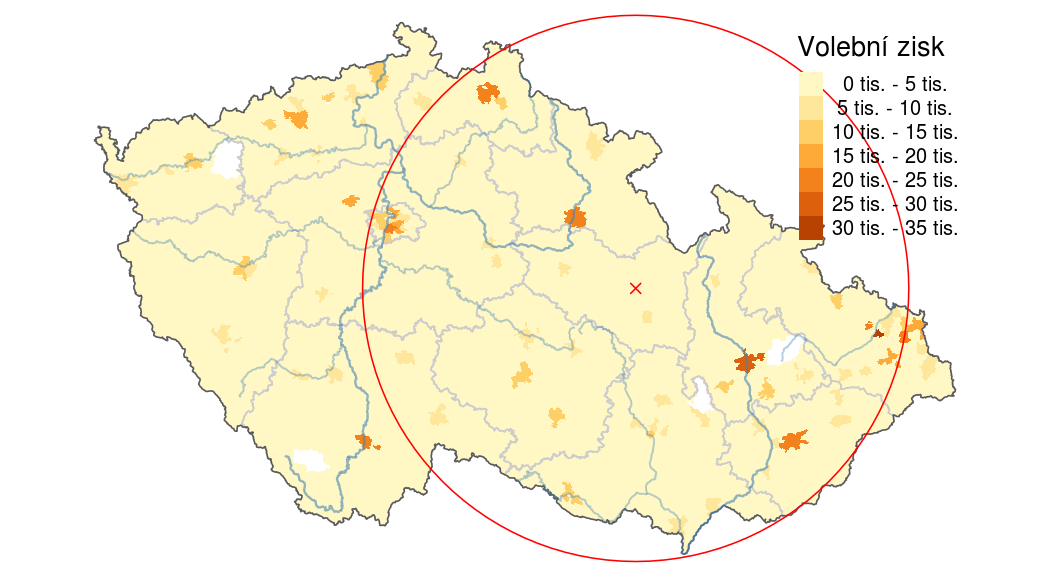 Volební zisk
0 tis. - 5 tis.
5 tis. - 10 tis.
10 tis. - 15 tis.
15 tis. - 20 tis.
20 tis. - 25 tis.
25 tis. - 30 tis.
30 tis. - 35 tis.